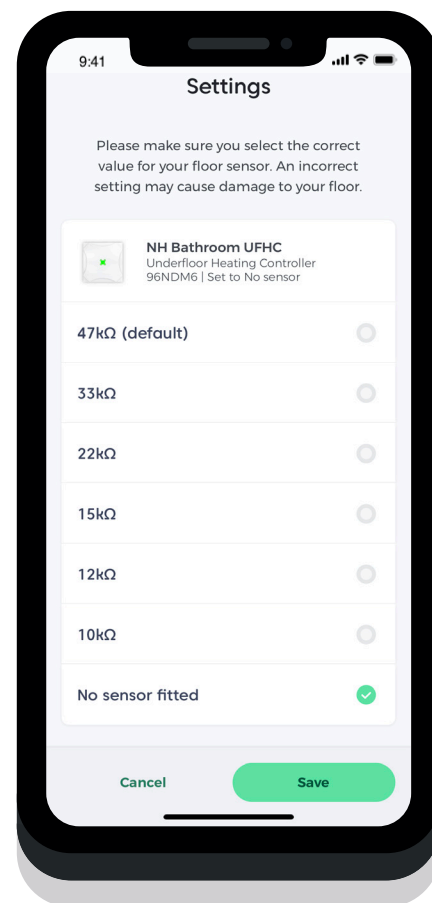 9:41
Settings
Please make sure you select the correct
value for your floor sensor. An incorrect
setting may cause damage to your floor.
NH Bathroom UFHC
Underfloor Heating Controller
96NDM6 | Set to No sensor
47kΩ (default)
33kΩ
22kΩ
15kΩ
12kΩ
10kΩ
No sensor fitted
Cancel Save